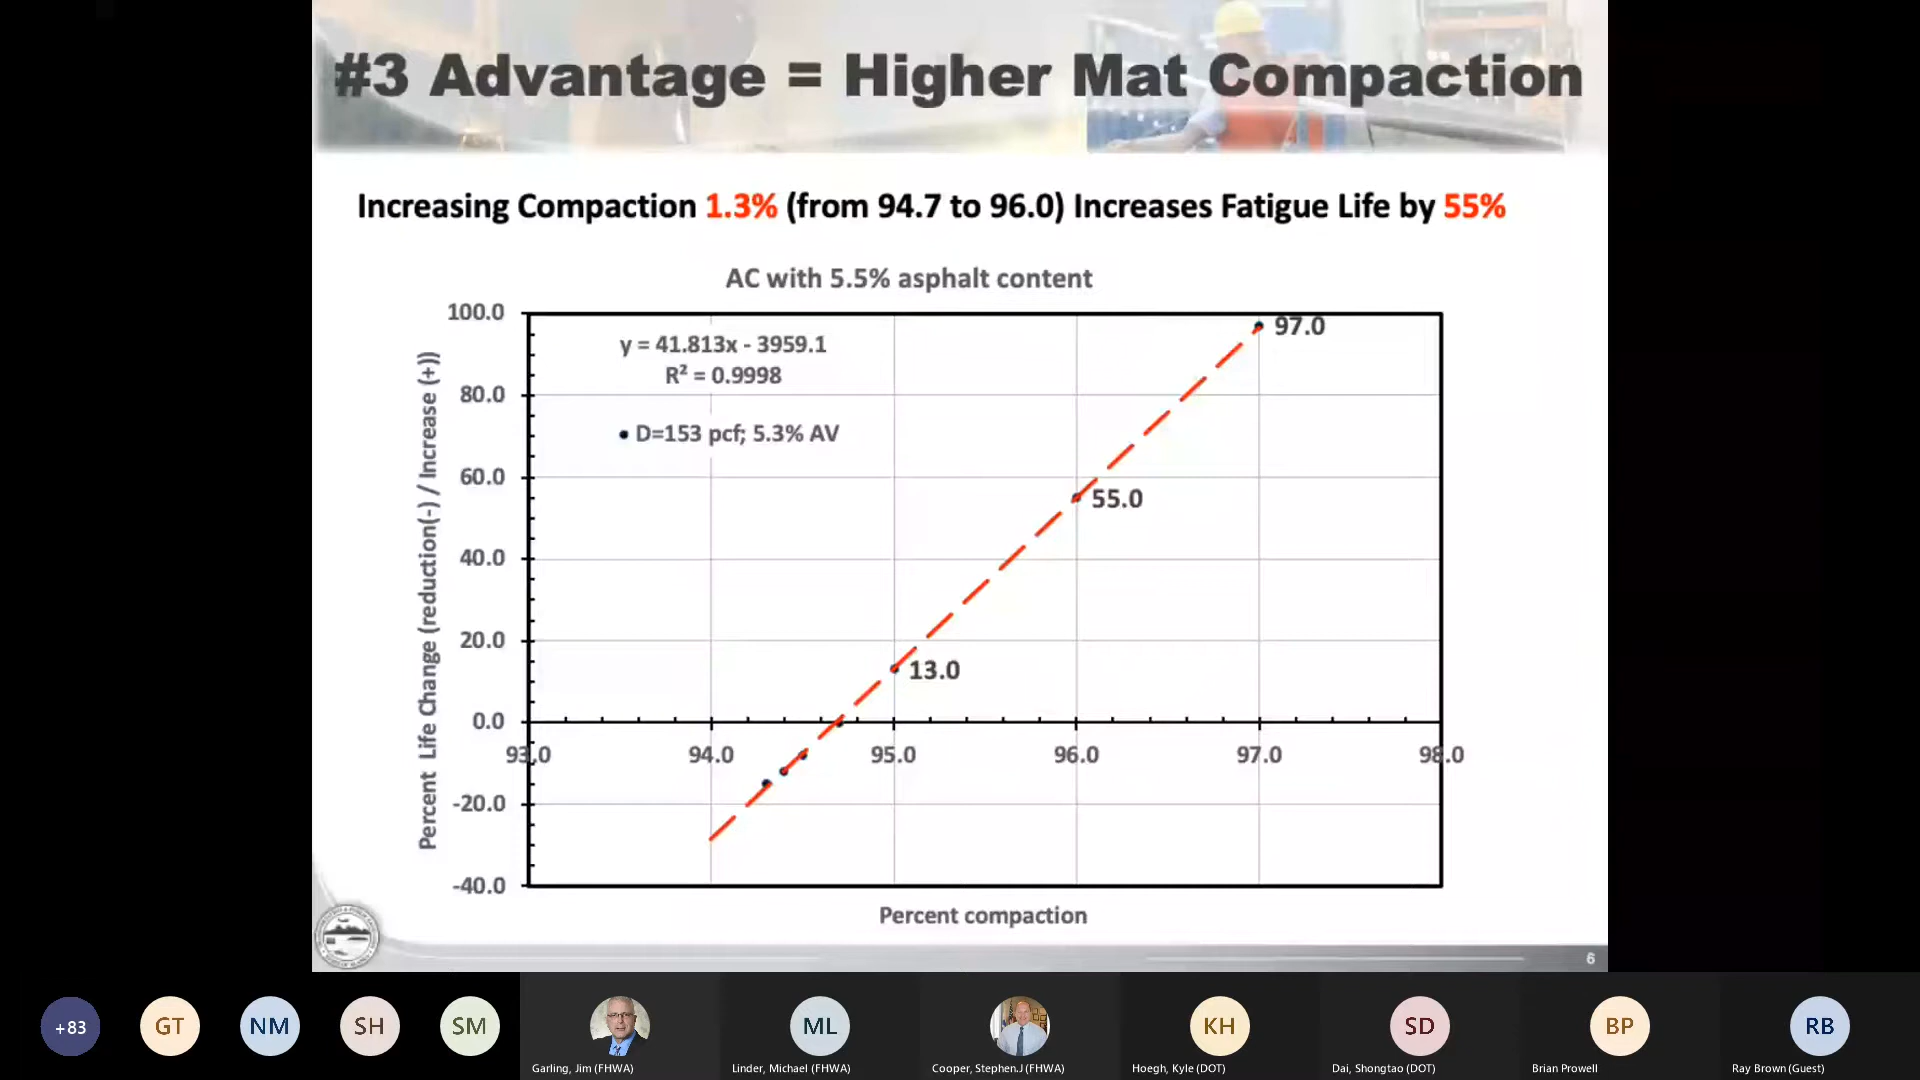 #3 Advantage = Higher Mat Compaction
Increasing Compaction 1.3% (from 94.7 to 96.0) Increases Fatigue Life by 55%
AC with 5.5% asphalt content
100.0
80.0
60.0
40.0
20.0
0.0
-20.0
-40.0
Percent Life Change (reduction(-) / Increase (+))
y = 41.813x - 3959.1
R² = 0.9998
D=153 pcf; 5.3% AV
97.0
55.0
13.0
93.0 94.0 95.0 96.0 97.0 98.0
Percent compaction
6
+83 GT NM SH SM ML KH SD BP RB
Garling, Jim (FHWA) Linder, Michael (FHWA) Cooper, Stephen.J (FHWA) Hoegh, Kyle (DOT) Dai, Shongtao (DOT) Brian Prowell Ray Brown (Guest)